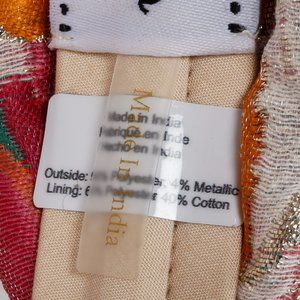 Made In India
Made in India
Fabriqué en Inde
Hecho en India
Outside: Polyester, 4% Metallic
Lining: Polyester 40% Cotton